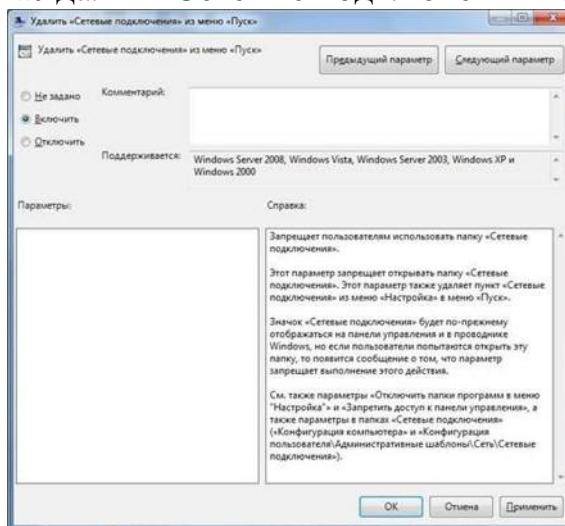 Удалить «Сетевые подключения» из меню «Пуск»
Удалить «Сетевые подключения» из меню «Пуск»
Предыдущий параметр
Следующий параметр
Не задано
Комментарий:
Включить
Отключить
Поддерживается:
Windows Server 2008, Windows Vista, Windows Server 2003, Windows XP и
Windows 2000
Параметры:
Справка:
Запрещает пользователям использовать папку «Сетевые
подключения».
Этот параметр запрещает открывать папку «Сетевые
подключения». Этот параметр также удаляет пункт «Сетевые
подключения» из меню «Настройка» в меню «Пуск».
Значок «Сетевые подключения» будет по-прежнему
отображаться на панели управления и в проводнике
Windows, но если пользователи попытаются открыть эту
папку, то появится сообщение о том, что параметр
запрещает выполнение этого действия.
См. также параметры «Отключить папки программ в меню
"Настройка"» и «Запретить доступ к панели управления», а
также параметры в папках «Сетевые подключения»
(«Конфигурация компьютера» и «Конфигурация
пользователя\Административные шаблоны\Сеть\Сетевые
подключения»).
OK
Отмена
Применить